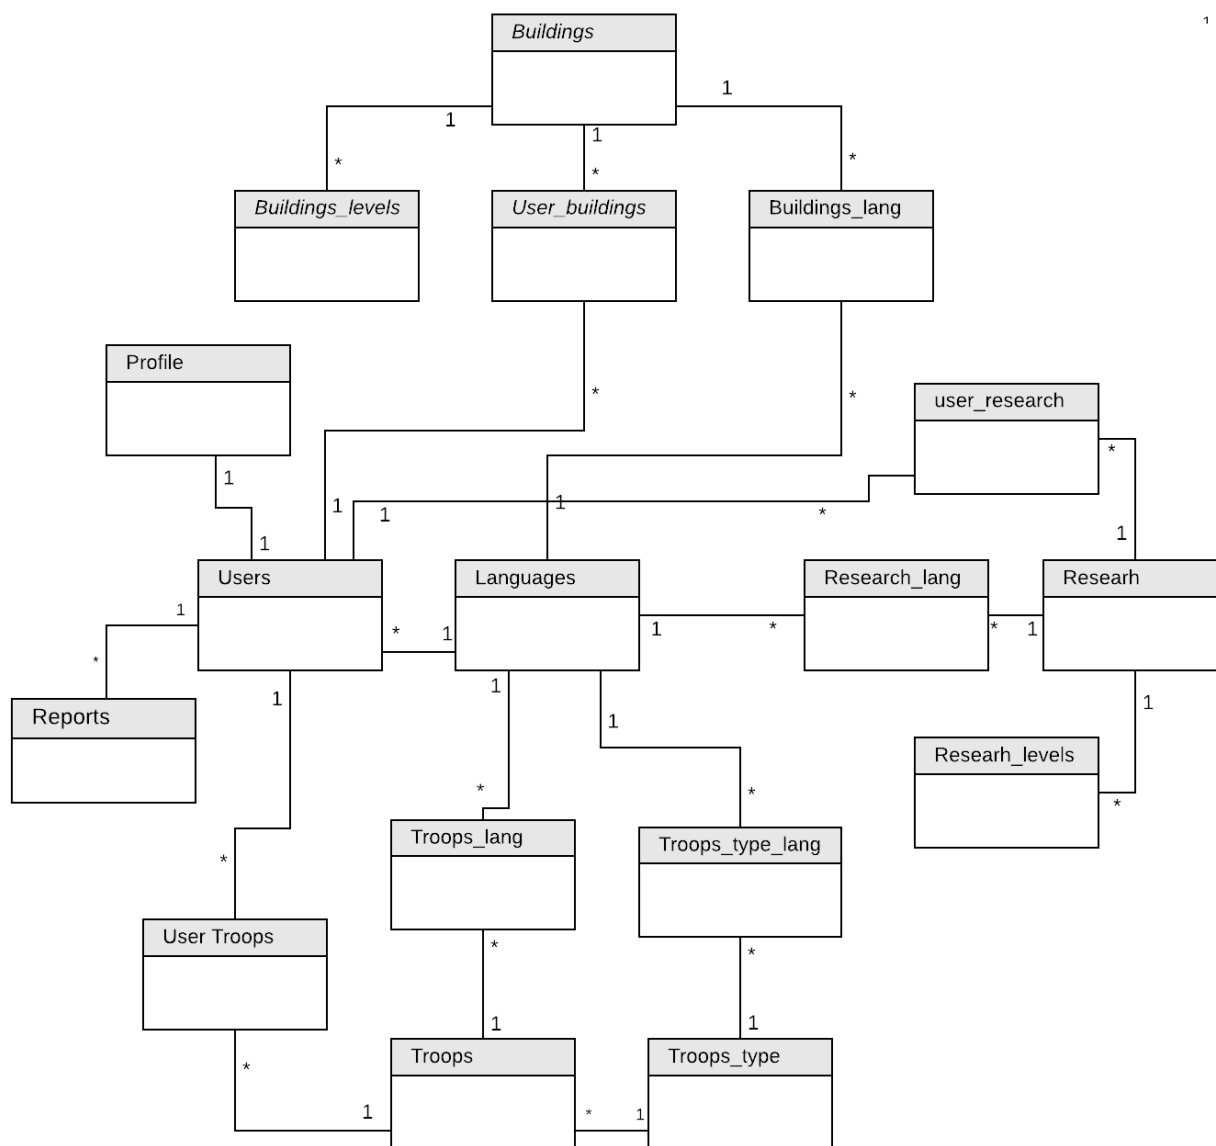 Buildings
1
1
1
1
*
*
*
Buildings_levels
User_buildings
Buildings_lang
Profile
*
*
user_research
*
1
1
1
*
1
1
1
Users
Languages
Research_lang
Researh
1
*
1
1
*
*
1
*
1
1
1
1
Reports
Researh_levels
*
*
*
Troops_lang
Troops_type_lang
*
User Troops
*
*
1
1
Troops
Troops_type
*
1
*
1